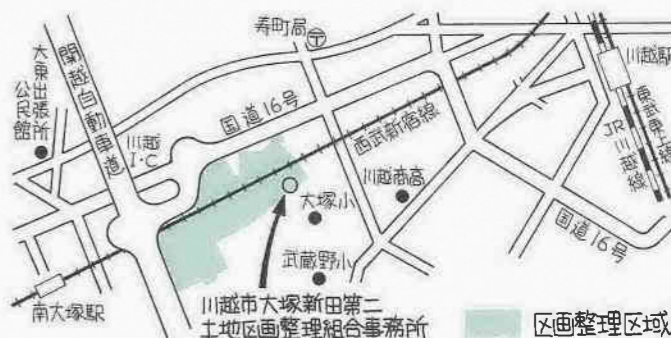 寿町局
〒
川越駅
大東出張所
公民館
関越自動車道
川越
I・C
国道16号
西武新宿線
東武東上線
JR川越線
川越商高
大塚小
国道16号
武蔵野小
南大塚駅
川越市大塚新田第二
土地区画整理組合事務所
区画整理区域